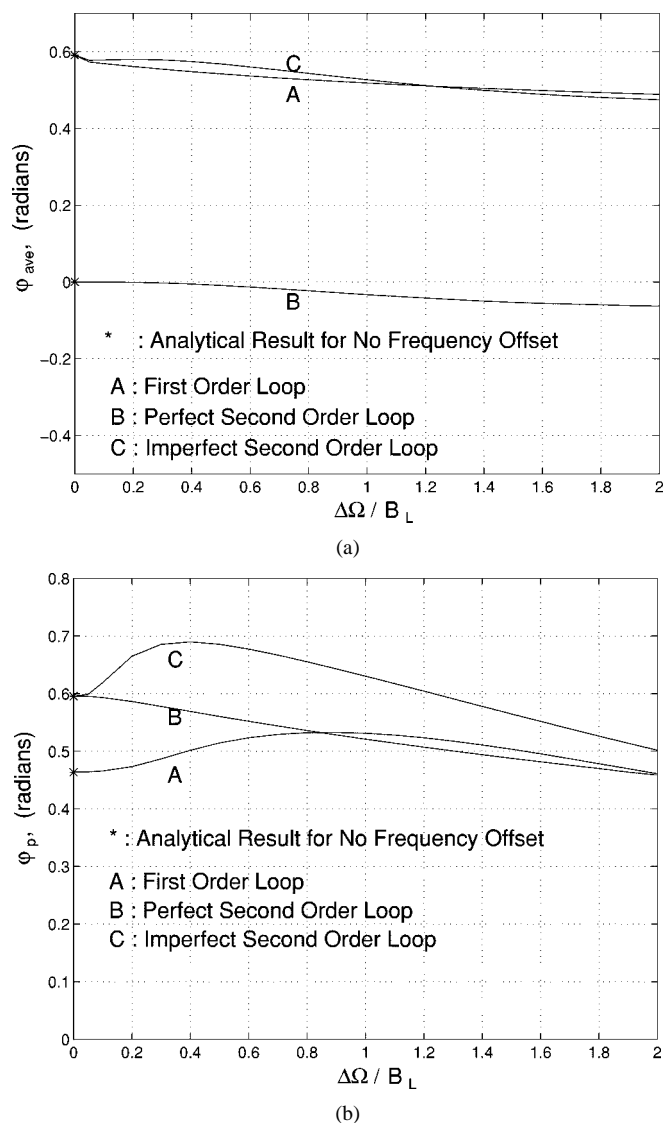 0.6
0.4
0.2
0
−0.2
−0.4
φ ave, (radians)
C
A
B
* : Analytical Result for No Frequency Offset
A : First Order Loop
B : Perfect Second Order Loop
C : Imperfect Second Order Loop
0 0.2 0.4 0.6 0.8 1 1.2 1.4 1.6 1.8 2
ΔΩ / B L
(a)
0.8
0.7
0.6
0.5
0.4
0.3
0.2
0.1
0
φ p, (radians)
C
B
A
* : Analytical Result for No Frequency Offset
A : First Order Loop
B : Perfect Second Order Loop
C : Imperfect Second Order Loop
0 0.2 0.4 0.6 0.8 1 1.2 1.4 1.6 1.8 2
ΔΩ / B L
(b)